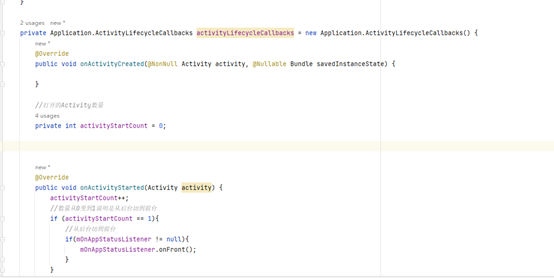 }
2 usages new *
private Application.ActivityLifecycleCallbacks activityLifecycleCallbacks = new Application.ActivityLifecycleCallbacks() {
new *
@Override
public void onActivityCreated(@NonNull Activity activity, @Nullable Bundle savedInstanceState) {
}
//打开的Activity数量
4 usages
private int activityStartCount = 0;
new *
@Override
public void onActivityStarted(Activity activity) {
activityStartCount++;
//数量从0变到1说明是从后台切到前台
if (activityStartCount == 1){
//从后台切到前台
if(mOnAppStatusListener != null){
mOnAppStatusListener.onFront();
}
}